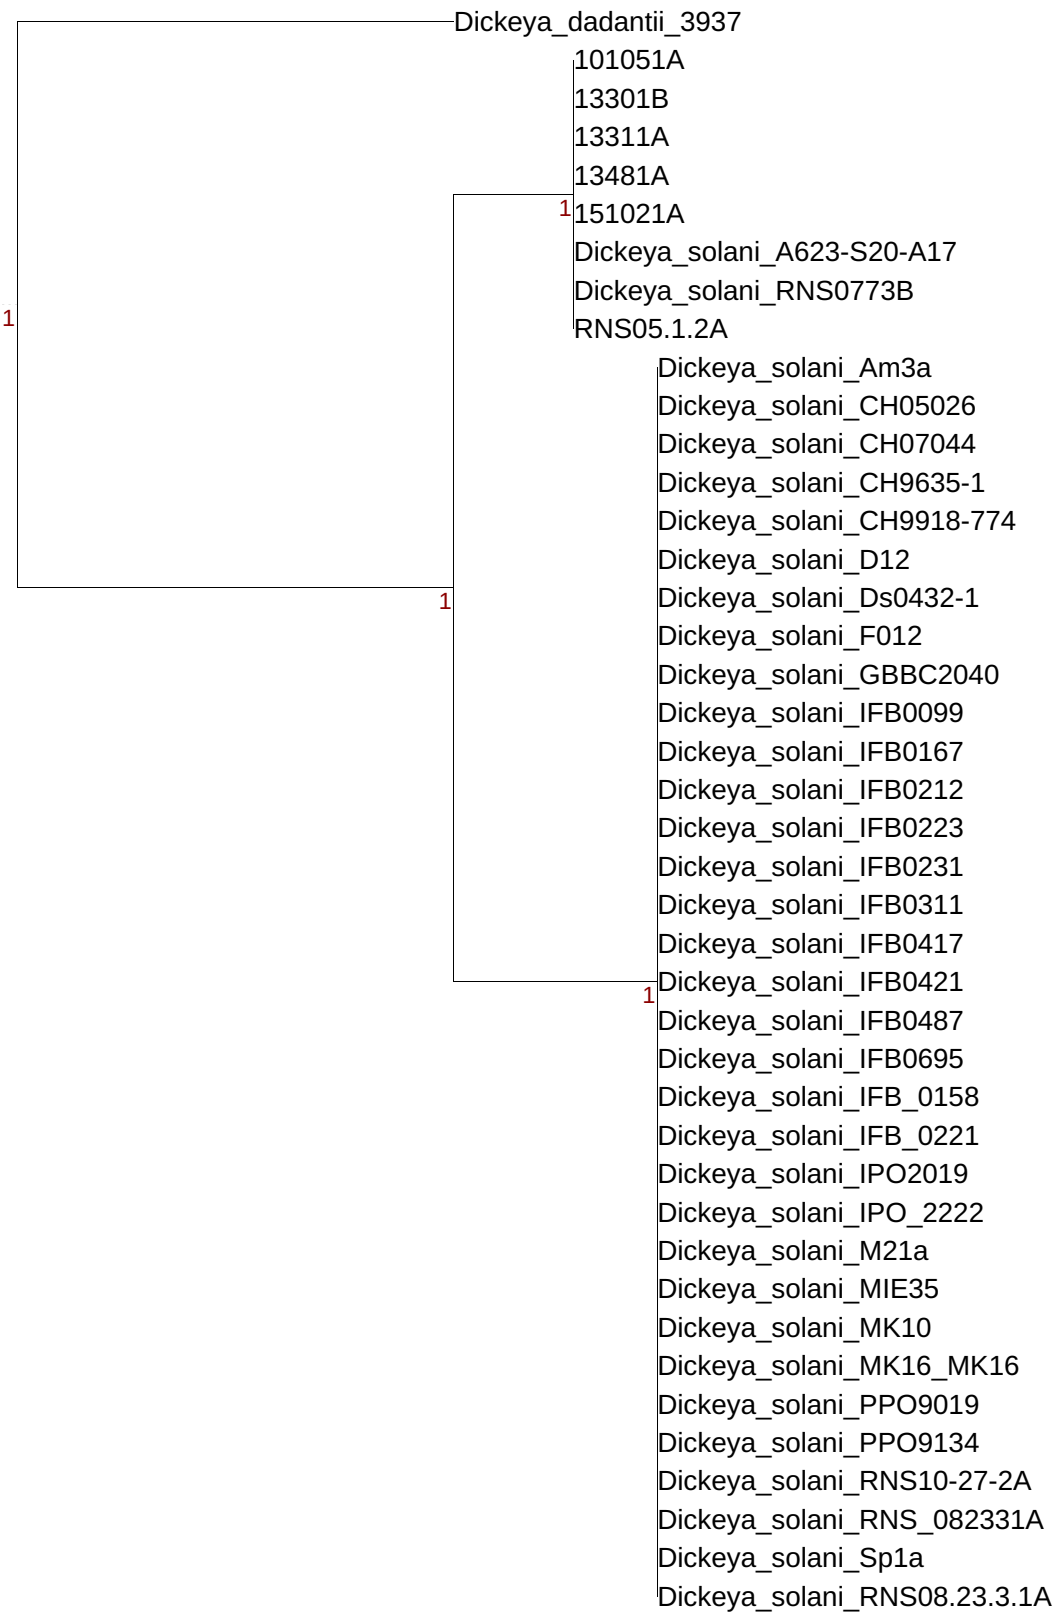 Dickeya_dadantii_3937
101051A
13301B
13311A
13481A
1
151021A
Dickeya_solani_A623-S20-A17
Dickeya_solani_RNS0773B
1
RNS05.1.2A
Dickeya_solani_Am3a
Dickeya_solani_CH05026
Dickeya_solani_CH07044
Dickeya_solani_CH9635-1
Dickeya_solani_CH9918-774
Dickeya_solani_D12
1
Dickeya_solani_Ds0432-1
Dickeya_solani_F012
Dickeya_solani_GBBC2040
Dickeya_solani_IFB0099
Dickeya_solani_IFB0167
Dickeya_solani_IFB0212
Dickeya_solani_IFB0223
Dickeya_solani_IFB0231
Dickeya_solani_IFB0311
Dickeya_solani_IFB0417
Dickeya_solani_IFB0421
1
Dickeya_solani_IFB0487
Dickeya_solani_IFB0695
Dickeya_solani_IFB_0158
Dickeya_solani_IFB_0221
Dickeya_solani_IPO2019
Dickeya_solani_IPO_2222
Dickeya_solani_M21a
Dickeya_solani_MIE35
Dickeya_solani_MK10
Dickeya_solani_MK16_MK16
Dickeya_solani_PPO9019
Dickeya_solani_PPO9134
Dickeya_solani_RNS10-27-2A
Dickeya_solani_RNS_082331A
Dickeya_solani_Sp1a
Dickeya_solani_RNS08.23.3.1A